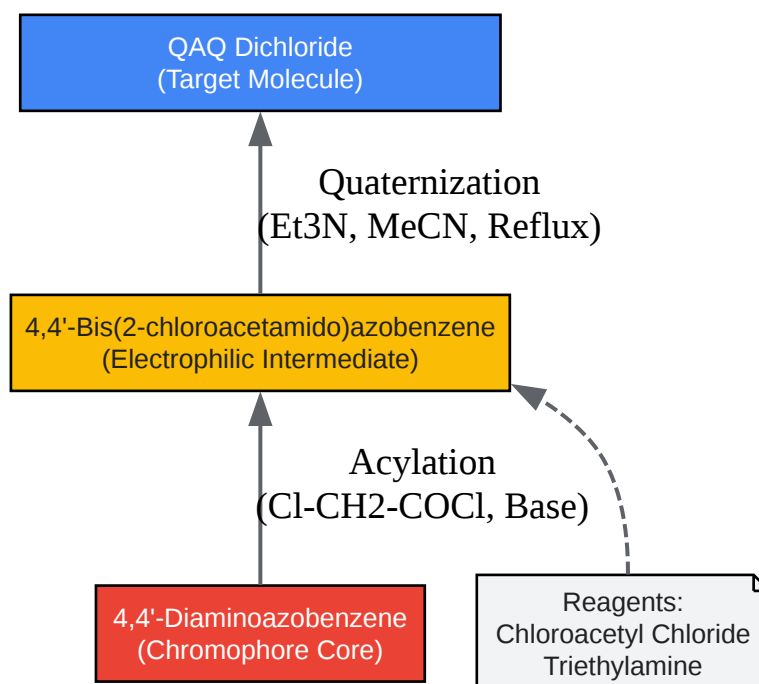 QAQ Dichloride
(Target Molecule)
Quaternization
(Et3N, MeCN, Reflux)
4,4'-Bis(2-chloroacetamido)azobenzene
(Electrophilic Intermediate)
Acylation
(Cl-CH2-COCl, Base)
4,4'-Diaminoazobenzene
(Chromophore Core)
Reagents:
Chloroacetyl Chloride
Triethylamine